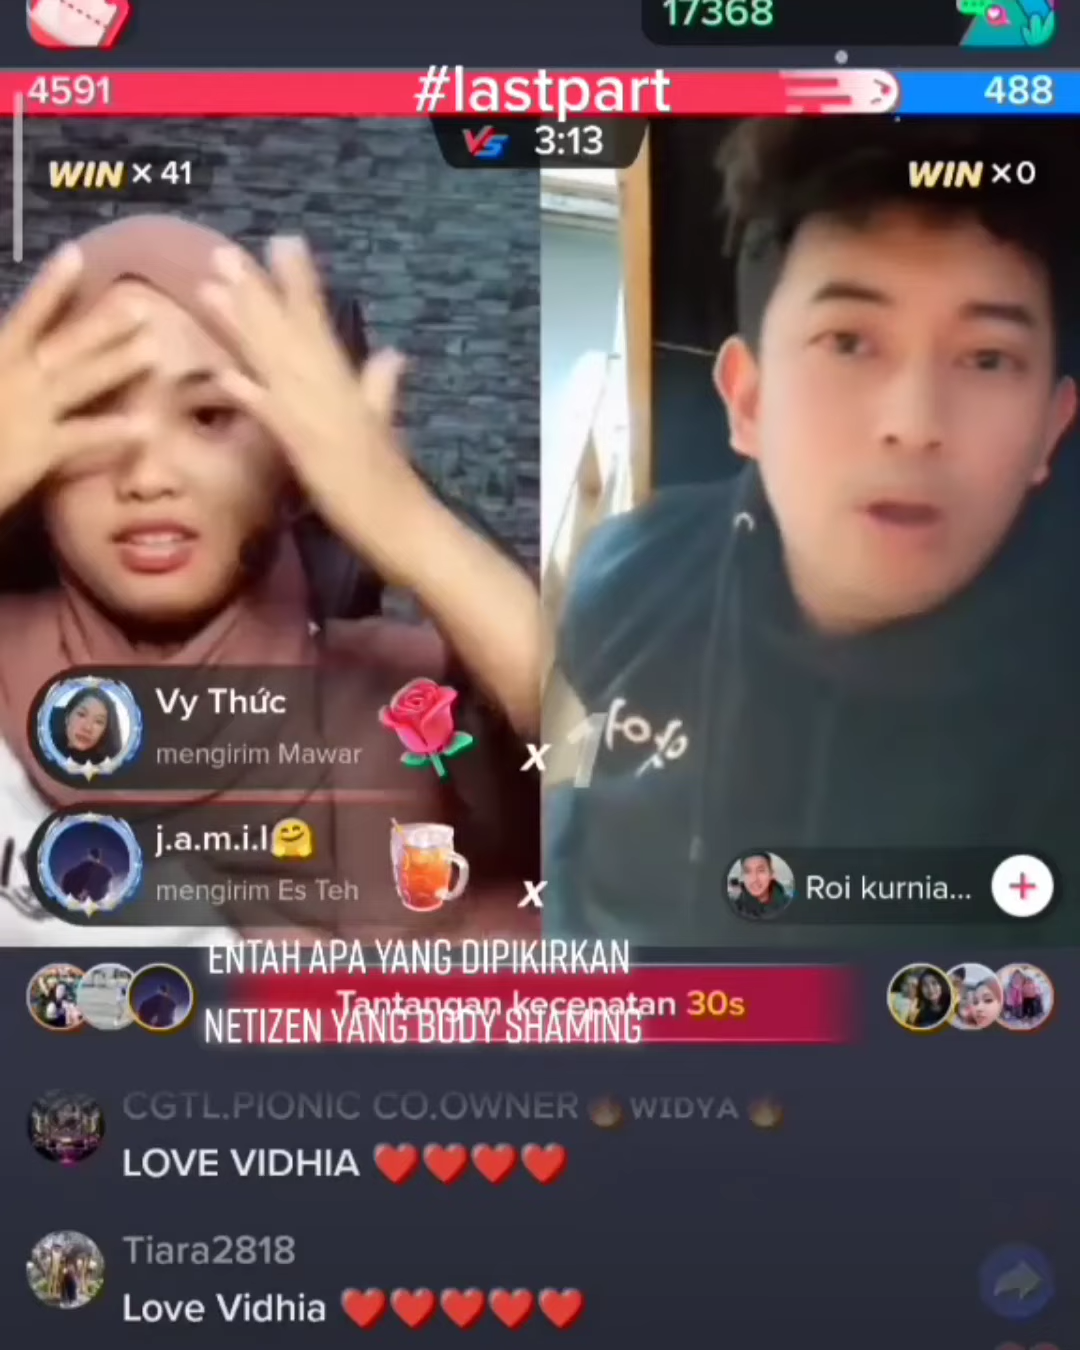 17368
4591
#lastpart
488
VS 3:13
WIN × 41
WIN ×0
Vy Thức
mengirim Mawar
x 1
j.a.m.i.l🤗
mengirim Es Teh
x
Roi kurnia...
ENTAH APA YANG DIPIKIRKAN
Tantangan kecepatan 30s
NETIZEN YANG BODY SHAMING
CGTL.PIONIC CO.OWNER🔥WIDYA🔥
LOVE VIDHIA ❤️❤️❤️❤️
Tiara2818
Love Vidhia ❤️❤️❤️❤️❤️